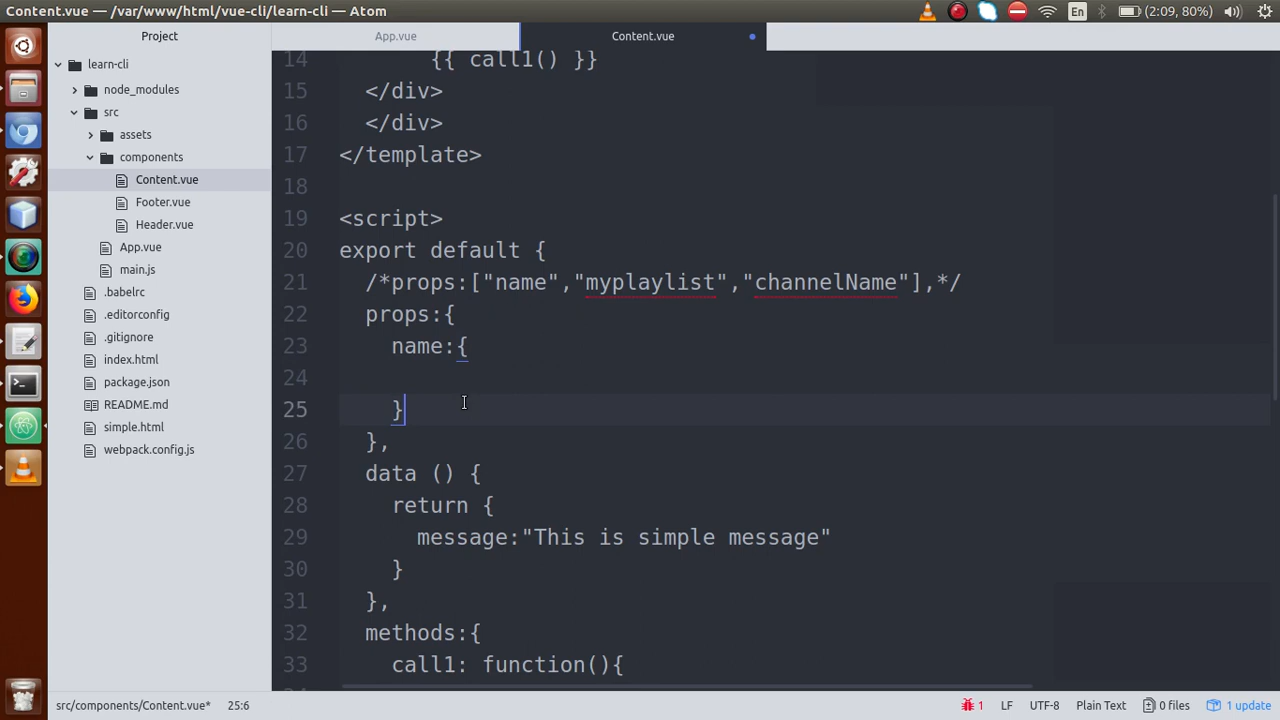 Content.vue — /var/www/html/vue-cli/learn-cli — Atom
En
(2:09, 80%)
Project
App.vue
Content.vue
learn-cli
node_modules
src
assets
components
Content.vue
Footer.vue
Header.vue
App.vue
main.js
.babelrc
.editorconfig
.gitignore
index.html
package.json
README.md
simple.html
webpack.config.js
14 {{ call1() }}
15 </div>
16 </div>
17 </template>
18
19 <script>
20 export default {
21 /*props:["name","myplaylist","channelName"],*/
22 props:{
23 name:{
24
25 }
26 },
27 data () {
28 return {
29 message:"This is simple message"
30 }
31 },
32 methods:{
33 call1: function(){
src/components/Content.vue* 25:6
1 LF UTF-8 Plain Text 0 files 1 update